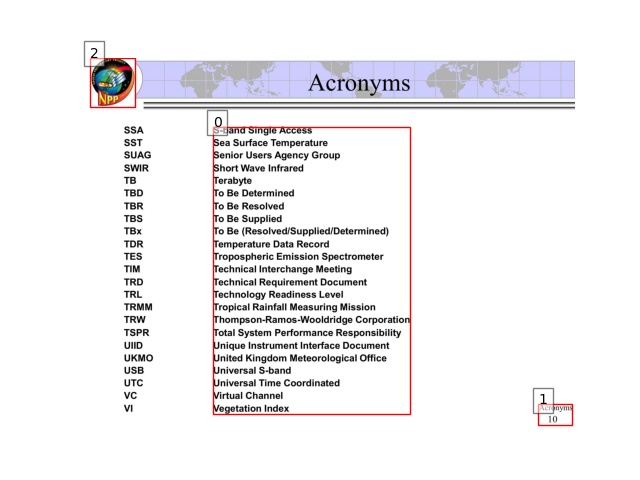 2
NPP
Acronyms
0
SSA S-band Single Access
SST Sea Surface Temperature
SUAG Senior Users Agency Group
SWIR Short Wave Infrared
TB Terabyte
TBD To Be Determined
TBR To Be Resolved
TBS To Be Supplied
TBx To Be (Resolved/Supplied/Determined)
TDR Temperature Data Record
TES Tropospheric Emission Spectrometer
TIM Technical Interchange Meeting
TRD Technical Requirement Document
TRL Technology Readiness Level
TRMM Tropical Rainfall Measuring Mission
TRW Thompson-Ramos-Wooldridge Corporation
TSPR Total System Performance Responsibility
UIID Unique Instrument Interface Document
UKMO United Kingdom Meteorological Office
USB Universal S-band
UTC Universal Time Coordinated
VC Virtual Channel
VI Vegetation Index
1
Acronyms
10